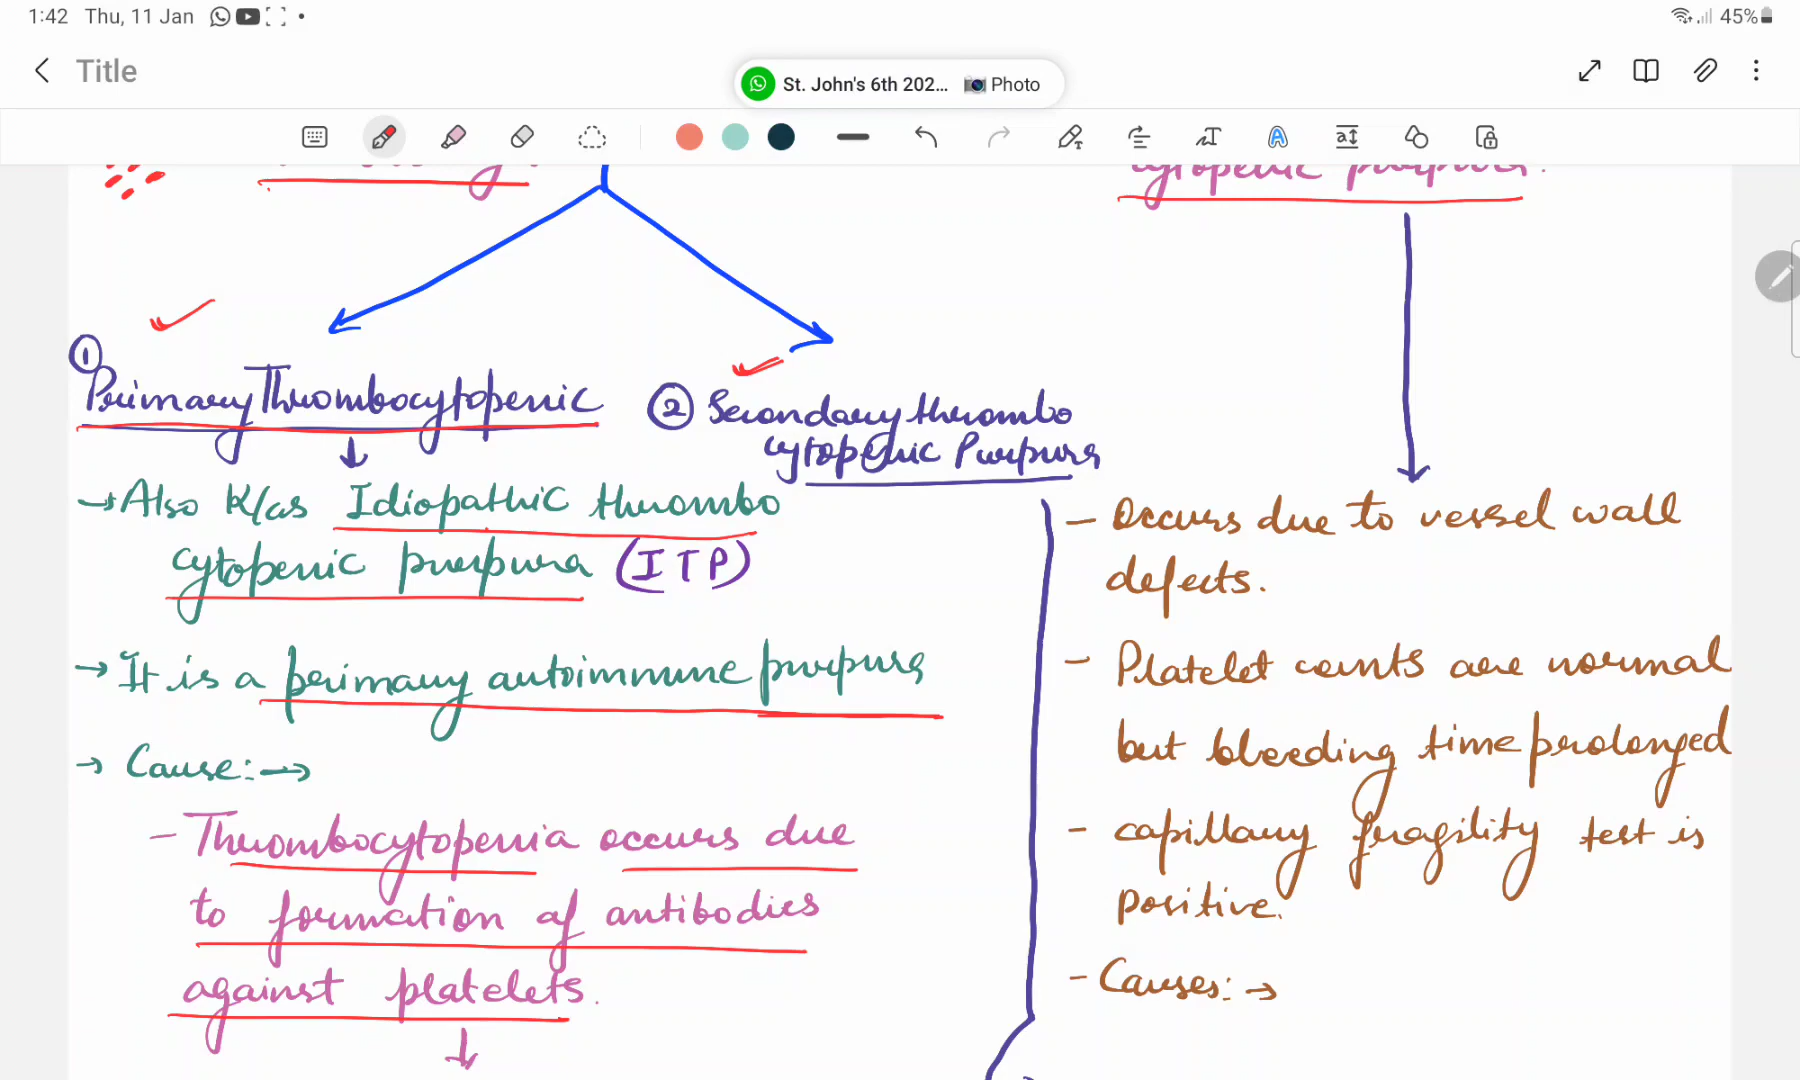 1:42 Thu, 11 Jan
45%
Title
St. John's 6th 202... Photo
cytopenic purpura.
① Primary Thrombocytopenic
② Secondary thrombo
cytopenic Purpura
→ Also K/as Idiopathic thrombo
cytopenic purpura (ITP)
→ It is a primary autoimmune purpura
→ Cause:→
- Thrombocytopenia occurs due
to formation of antibodies
against platelets.
- Occurs due to vessel wall
defects.
- Platelet counts are normal
but bleeding time prolonged
- capillary fragility test is
positive.
- Causes:→